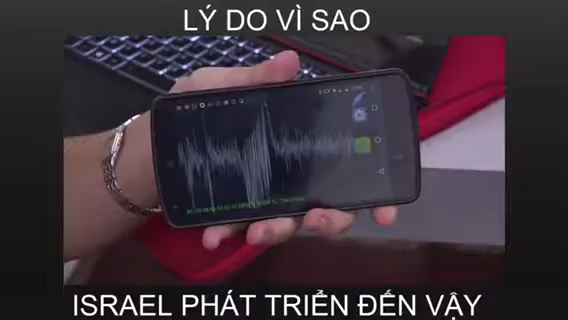 LÝ DO VÌ SAO
ISRAEL PHÁT TRIỂN ĐẾN VẬY